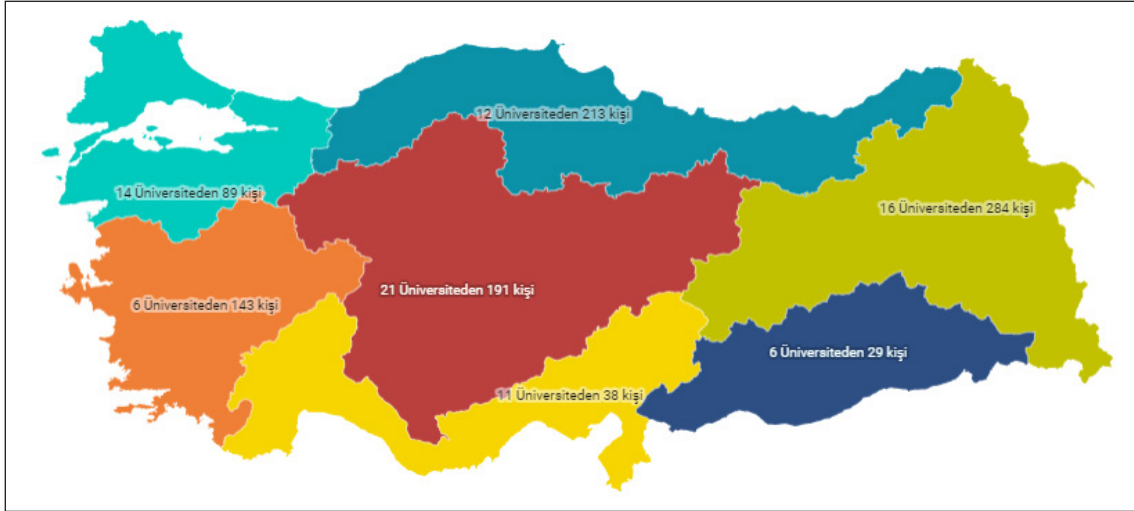 12 Üniversiteden 213 kişi
14 Üniversiteden 89 kişi
16 Üniversiteden 284 kişi
21 Üniversiteden 191 kişi
6 Üniversiteden 143 kişi
6 Üniversiteden 29 kişi
11 Üniversiteden 38 kişi